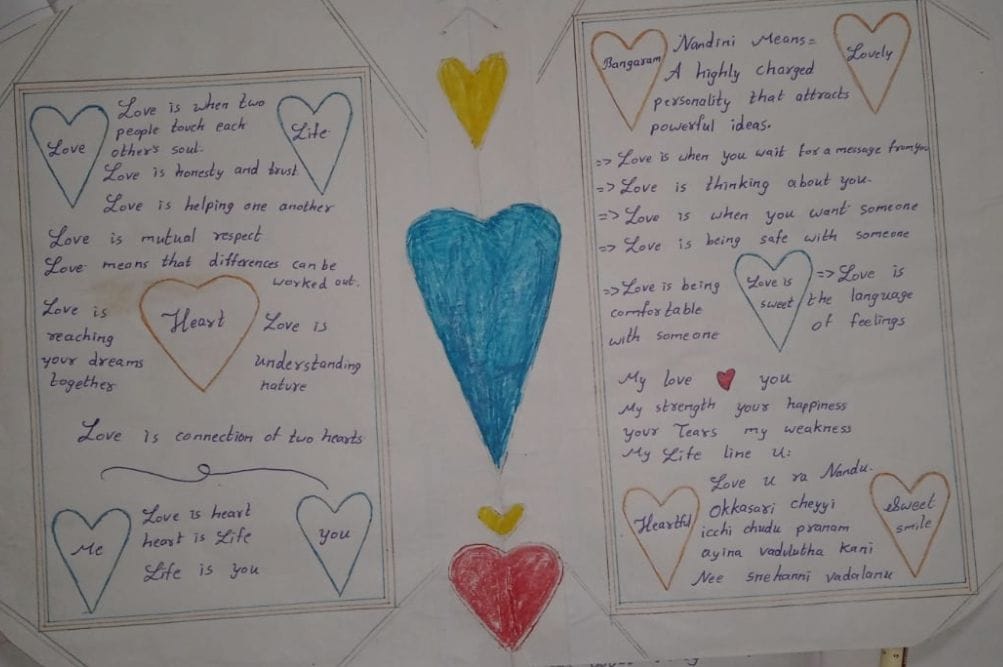 Love
Life
Love is when two
people touch each
other's soul.
Love is honesty and trust
Love is helping one another
Love is mutual respect
Love means that differences can be
worked out.
Love is
reaching
your dreams
together
Heart
Love is
understanding
nature
Love is connection of two hearts
Me
You
Love is heart
heart is Life
Life is you
Bangaram
Lovely
Nandini Means =
A highly charged
personality that attracts
powerful ideas.
=> Love is when you wait for a message from you
=> Love is thinking about you.
=> Love is when you want someone
=> Love is being safe with someone
=> Love is being
comfortable
with someone
Love is
sweet
=> Love is
the language
of feelings
My love ❤ you
My strength your happiness
your Tears my weakness
My Life line U:
Heartful
Sweet
smile
Love u ra Nandu.
Okkasari cheyyi
icchi chudu pranam
ayina vadulutha kani
Nee snehanni vadalanu